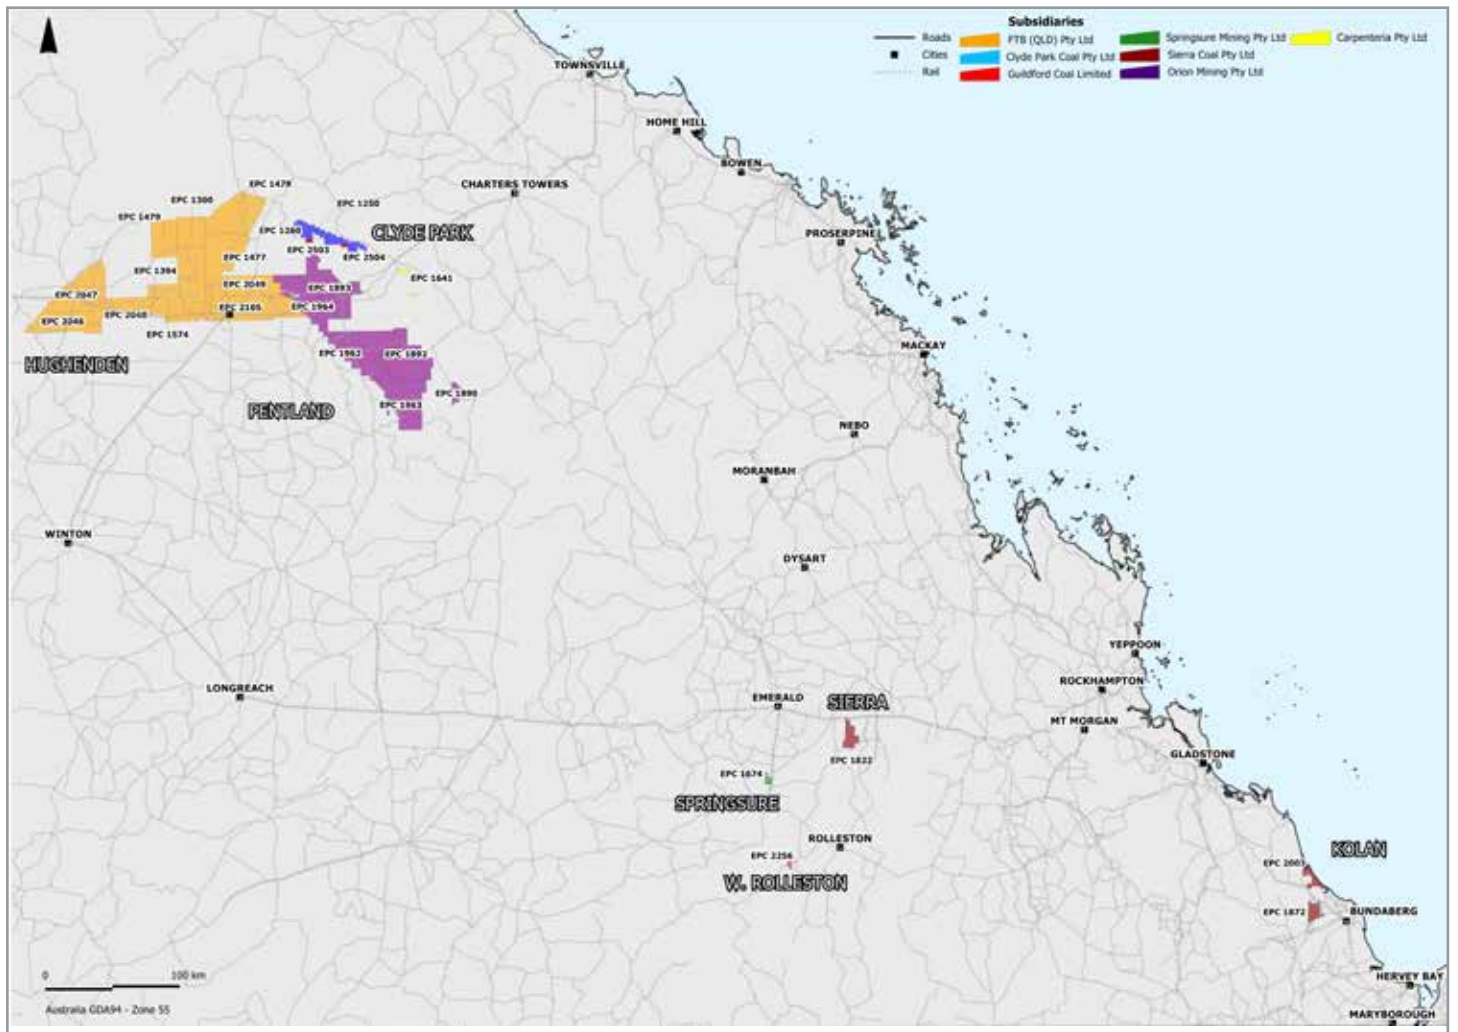 Subsidiaries
Roads
FTB (QLD) Pty Ltd
Springsure Mining Pty Ltd
Carpenteria Pty Ltd
Cities
Clyde Park Coal Pty Ltd
Sierra Coal Pty Ltd
Rail
Guildford Coal Limited
Orion Mining Pty Ltd
TOWNSVILLE
HOME HILL
BOWEN
CHARTERS TOWERS
EPC 1479
EPC 1300
EPC 1250
EPC 1479
EPC 1260
CLYDE PARK
PROSERPINE
EPC 2503
EPC 2504
EPC 1477
EPC 1394
EPC 1641
EPC 2049
EPC 1893
EPC 2047
EPC 2105
EPC 1964
EPC 2046
EPC 2048
EPC 1574
MACKAY
EPC 1962
EPC 1892
HUGHENDEN
EPC 1890
EPC 1963
PENTLAND
NEBO
MORANBAH
WINTON
DYSART
YEPPOON
ROCKHAMPTON
LONGREACH
EMERALD
SIERRA
MT MORGAN
GLADSTONE
EPC 1822
EPC 1674
SPRINGSURE
ROLLESTON
EPC 2256
W. ROLLESTON
KOLAN
EPC 2003
EPC 1872
BUNDABERG
0
100 km
HERVEY BAY
Australia GDA94 - Zone 55
MARYBOROUGH